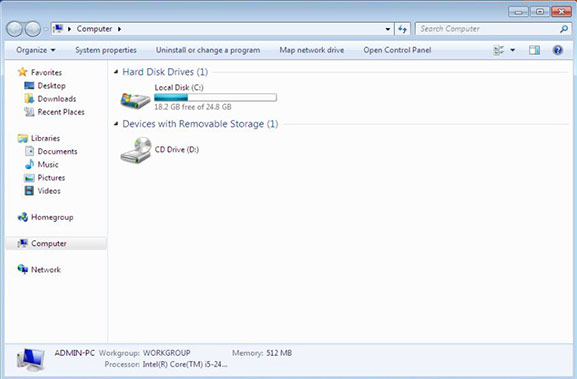 Computer
Search Computer
Organize
System properties
Uninstall or change a program
Map network drive
Open Control Panel
Favorites
Desktop
Downloads
Recent Places
Libraries
Documents
Music
Pictures
Videos
Homegroup
Computer
Network
Hard Disk Drives (1)
Local Disk (C:)
18.2 GB free of 24.8 GB
Devices with Removable Storage (1)
CD Drive (D:)
ADMIN-PC Workgroup: WORKGROUP Memory: 512 MB
Processor: Intel(R) Core(TM) i5-24...